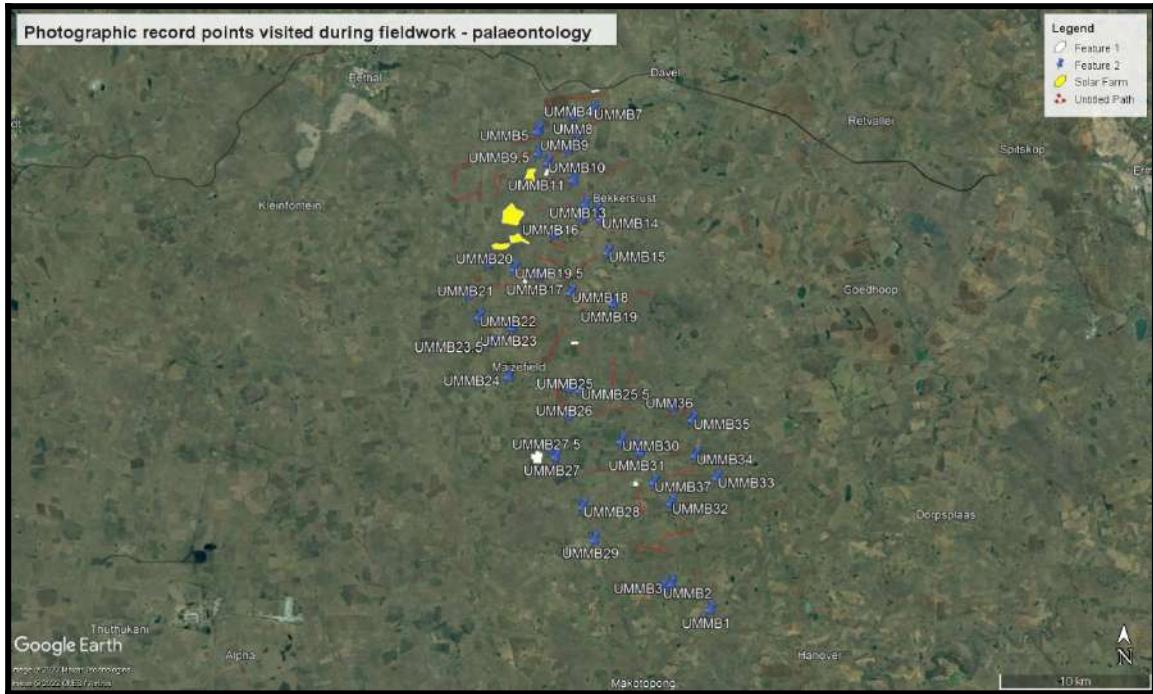 Photographic record points visited during fieldwork - palaeontology
Legend
Feature 1
Feature 2
Solar Farm
Untitled Path
Davel
Bethal
UMMB4
UMMB7
UMMB5
UMM8
UMMB9
Retvallei
UMMB9.5
UMMB10
Spitskop
UMMB11
Kleinfontein
Bekkersrust
UMMB13
UMMB14
UMMB16
UMMB15
UMMB20
UMMB19.5
UMMB21
UMMB17
UMMB18
Goedhoop
UMMB19
UMMB22
UMMB23
UMMB23.5
Maizefield
UMMB24
UMMB25
UMMB25.5
UMMB26
UMM36
UMMB35
UMMB27.5
UMMB30
UMMB27
UMMB31
UMMB34
UMMB37
UMMB33
UMMB28
UMMB32
Dorpsplaas
UMMB29
UMMB3
UMMB2
UMMB1
Thuthukani
Google Earth
Alpha
Hanover
N
Makotopong
10 km